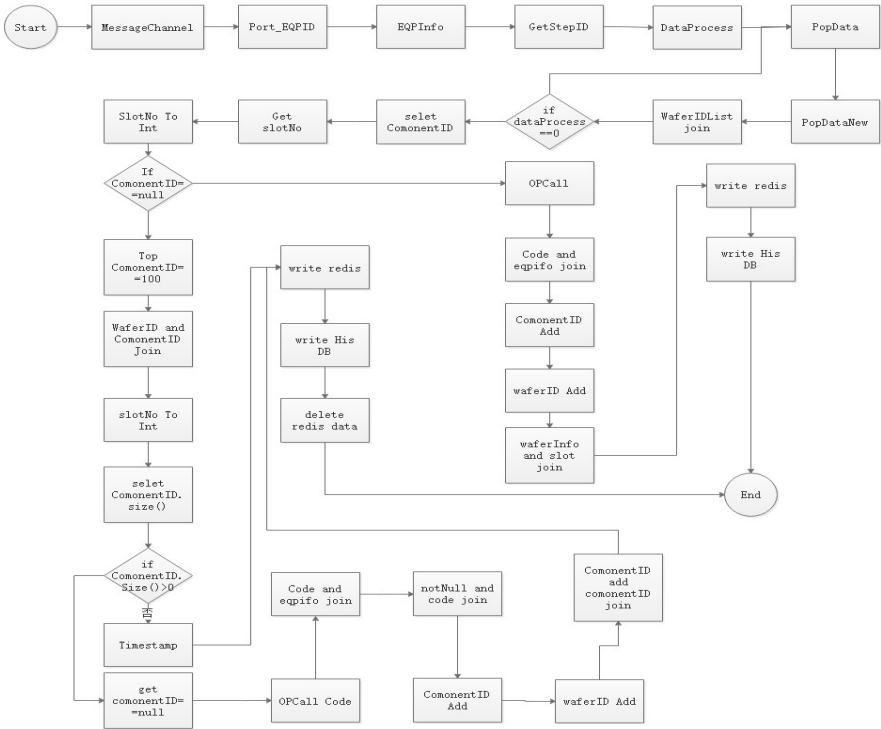 Start
MessageChannel
Port_EQPID
EQPInfo
GetStepID
DataProcess
PopData
SlotNo To
Int
Get
slotNo
selet
ComonentID
if
dataProcess
==0
WaferIDList
join
PopDataNew
If
ComonentID=
=null
OPCall
write redis
Top
ComonentID=
=100
write redis
Code and
eqpifo join
write His
DB
WaferID and
ComonentID
Join
write His
DB
ComonentID
Add
slotNo To
Int
delete
redis data
waferID Add
waferInfo
and slot
join
selet
ComonentID.
size()
End
if
ComonentID.
Size()>0
否
Code and
eqpifo join
notNull and
code join
ComonentID
add
comonentID
join
Timestamp
get
comonentID=
=null
OPCall Code
ComonentID
Add
waferID Add